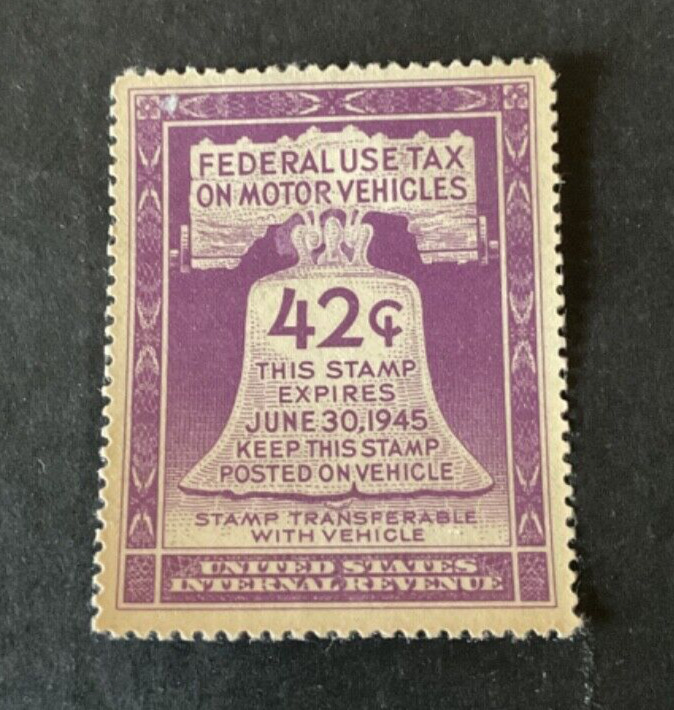 FEDERAL USE TAX
ON MOTOR VEHICLES
42¢
THIS STAMP
EXPIRES
JUNE 30, 1945
KEEP THIS STAMP
POSTED ON VEHICLE
STAMP TRANSFERABLE
WITH VEHICLE
UNITED STATES
INTERNAL REVENUE